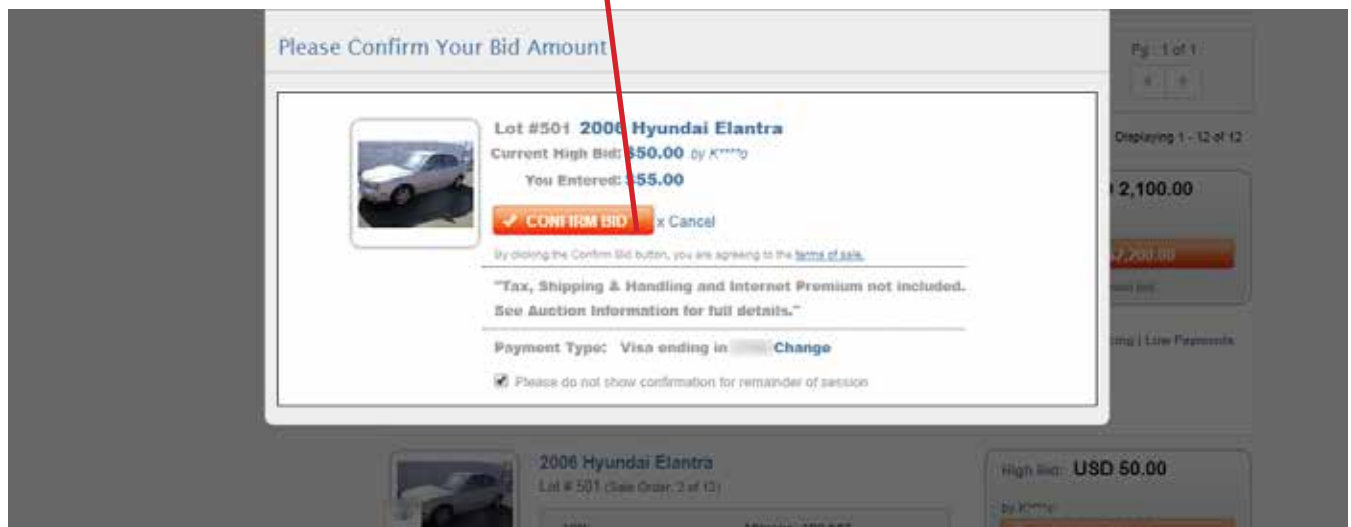 Please Confirm Your Bid Amount
Pg : 1 of 1
Lot #501 2006 Hyundai Elantra
Displaying 1 - 12 of 12
Current High Bid: $50.00 by K****o
You Entered: $55.00
2,100.00
CONFIRM BID x Cancel
By clicking the Confirm Bid button, you are agreeing to the terms of sale.
"Tax, Shipping & Handling and Internet Premium not included.
See Auction Information for full details."
Payment Type: Visa ending in Change
| Low Payments
Please do not show confirmation for remainder of session
2006 Hyundai Elantra
Lot # 501 (Sale Order: 2 of 12)
High Bid: USD 50.00